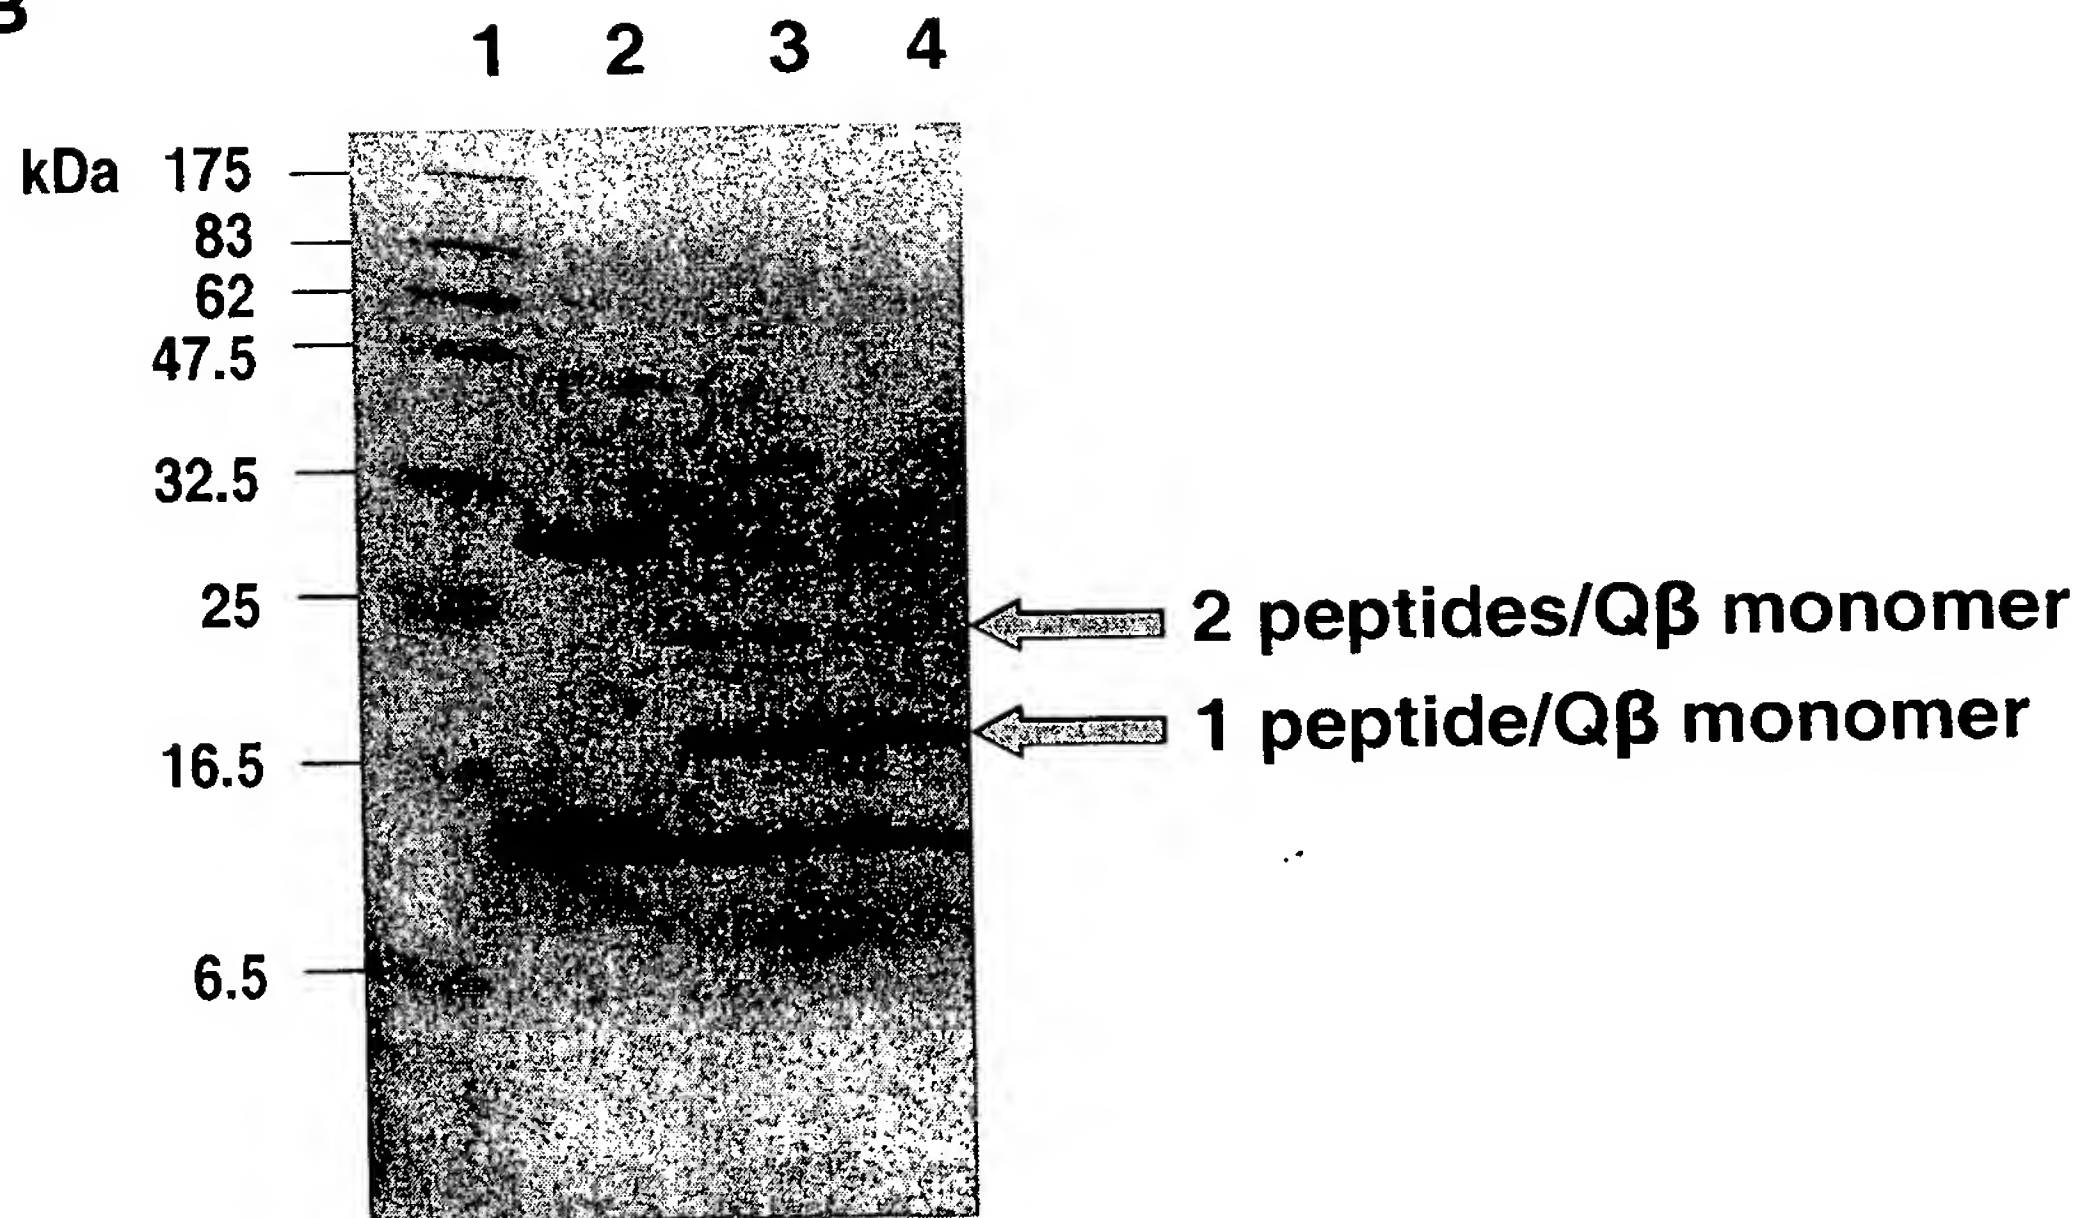 B
1 2 3 4
kDa 175
83
62
47.5
32.5
25
2 peptides/Qβ monomer
1 peptide/Qβ monomer
16.5
6.5